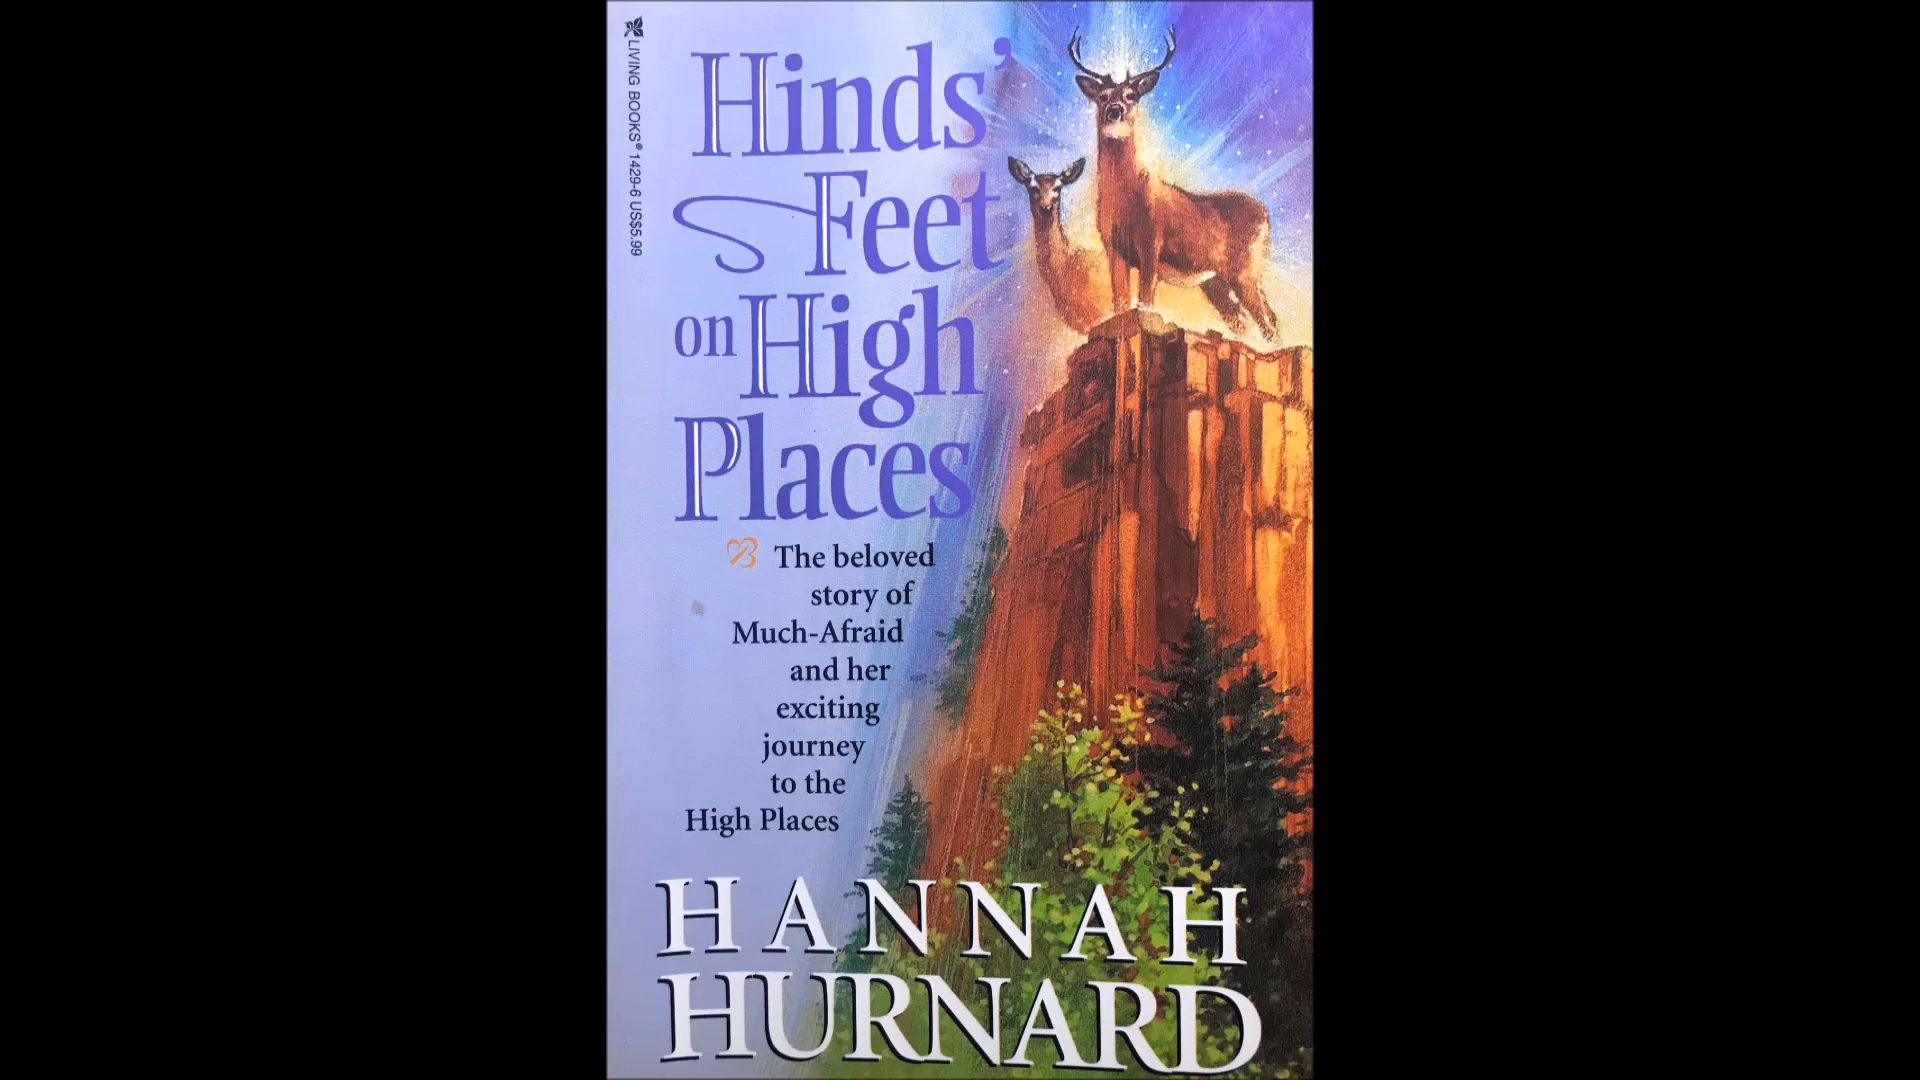 LIVING BOOKS® 1429-6 US$5.99
Hinds'
Feet
on High
Places
The beloved
story of
Much-Afraid
and her
exciting
journey
to the
High Places
HANNAH
HURNARD